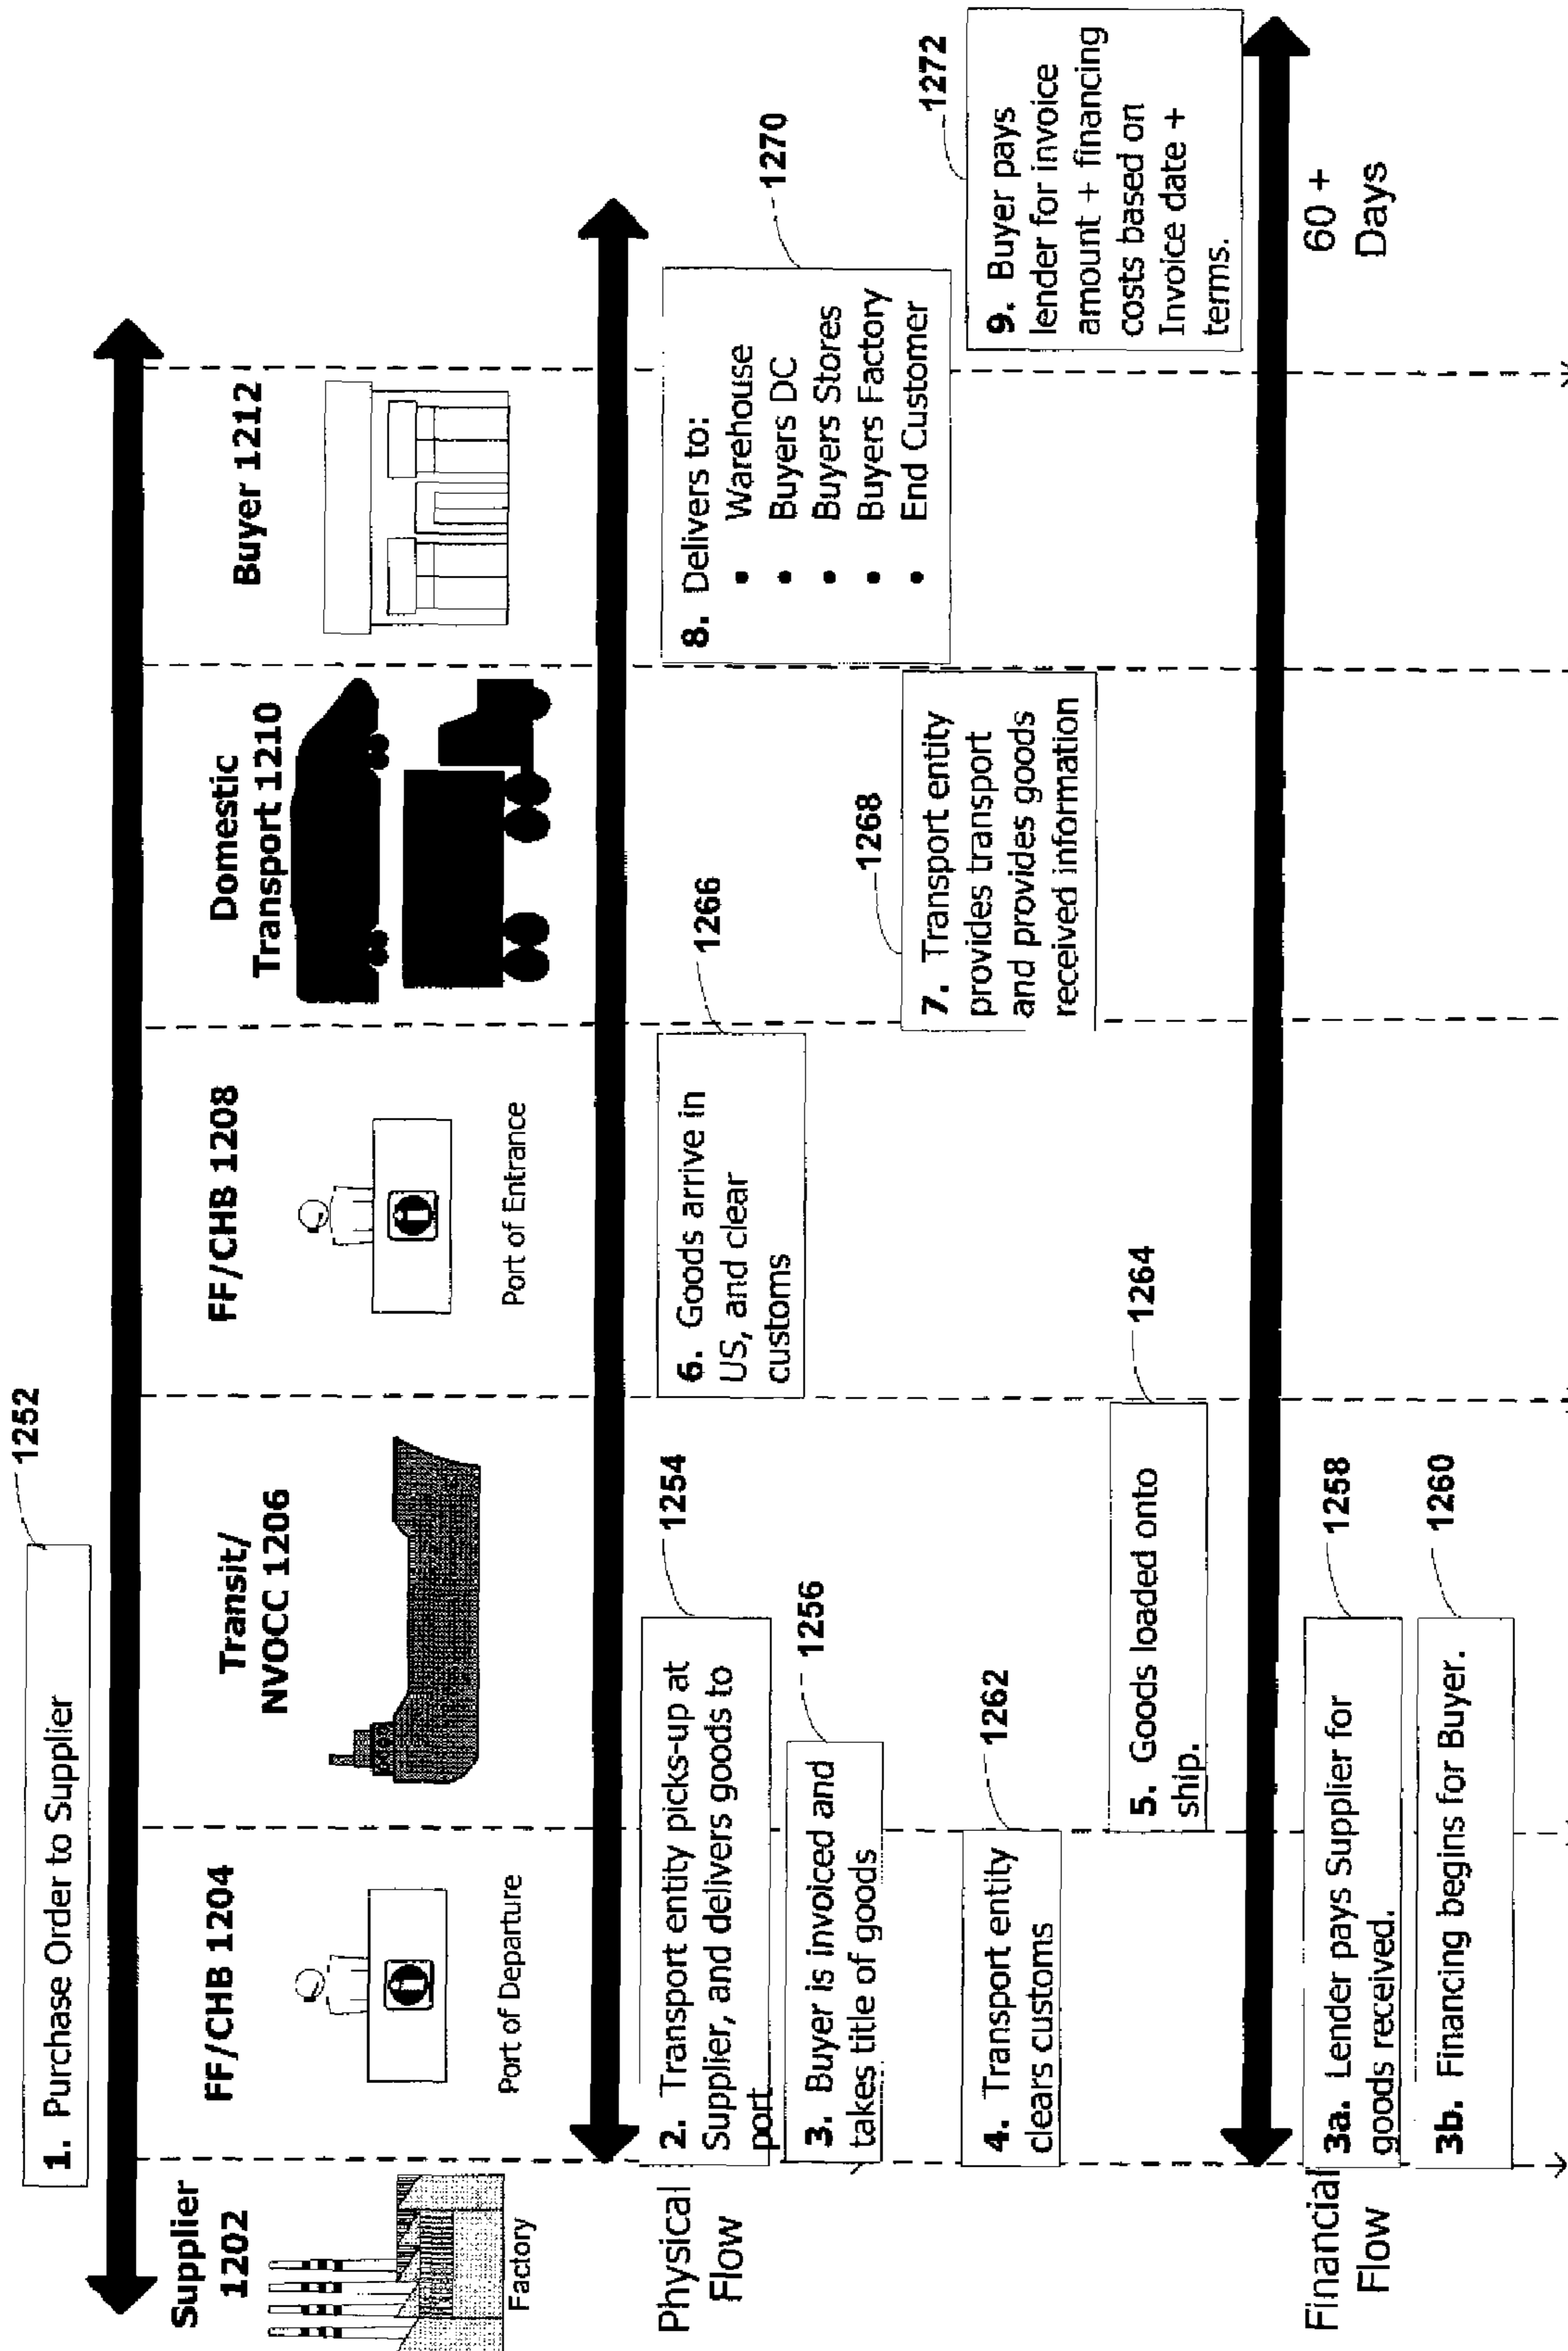 1252
1. Purchase Order to Supplier
Supplier
1202
Factory
FF/CHB 1204
Port of Departure
Transit/
NVOCC 1206
FF/CHB 1208
Port of Entrance
Domestic
Transport 1210
Buyer 1212
Physical
Flow
2. Transport entity picks-up at
Supplier, and delivers goods to
port
1254
3. Buyer is invoiced and
takes title of goods
1256
4. Transport entity
clears customs
1262
5. Goods loaded onto
ship.
1264
6. Goods arrive in
US, and clear
customs
1266
7. Transport entity
provides transport
and provides goods
received information
1268
8. Delivers to:
• Warehouse
• Buyers DC
• Buyers Stores
• Buyers Factory
• End Customer
1270
9. Buyer pays
lender for invoice
amount + financing
costs based on
Invoice date +
terms.
1272
Financial
Flow
3a. Lender pays Supplier for
goods received.
1258
3b. Financing begins for Buyer.
1260
60 +
Days